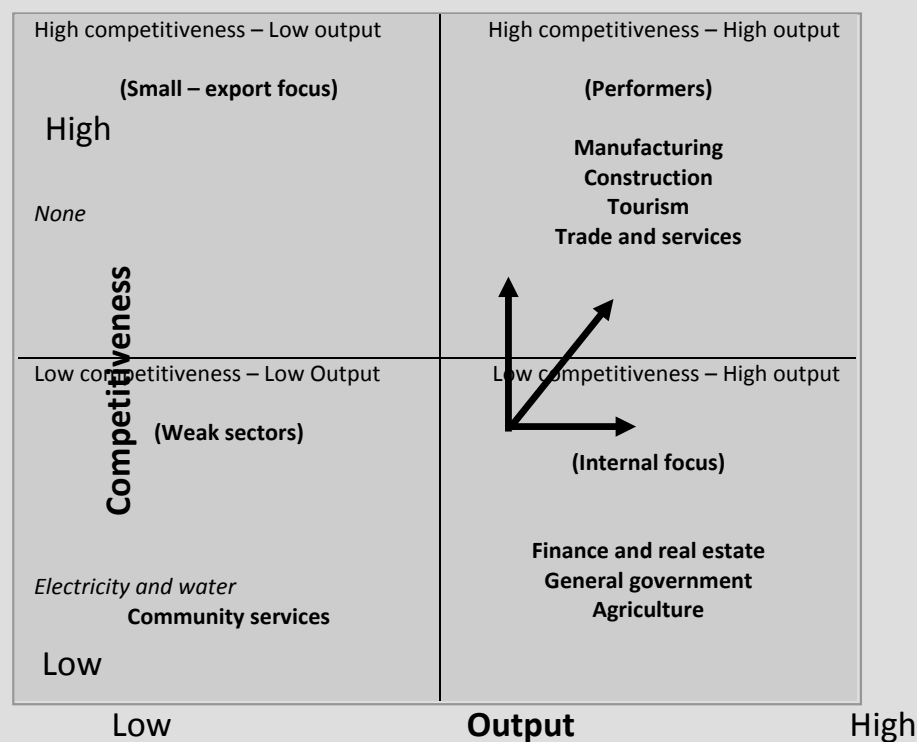 High competitiveness – Low output
(Small – export focus)
High
None
High competitiveness – High output
(Performers)
Manufacturing
Construction
Tourism
Trade and services
Competitiveness
Low competitiveness – Low Output
(Weak sectors)
Electricity and water
Community services
Low
Low competitiveness – High output
(Internal focus)
Finance and real estate
General government
Agriculture
Low
Output
High